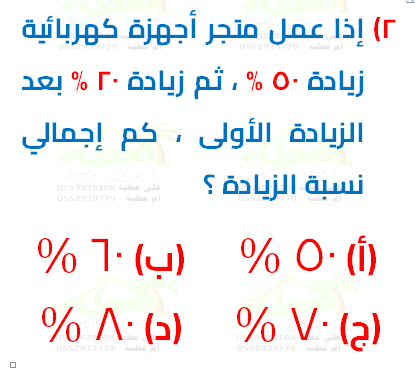 ٢) إذا عمل متجر أجهزة كهربائية
زيادة ٥٠ % ، ثم زيادة ٢٠ % بعد
الزيادة الأولى ، كم إجمالي
نسبة الزيادة ؟
(أ) ٥٠ % (ب) ٦٠ %
(ج) ٧٠ % (د) ٨٠ %
علي عطية 0559828108
أم عطية 0552939779